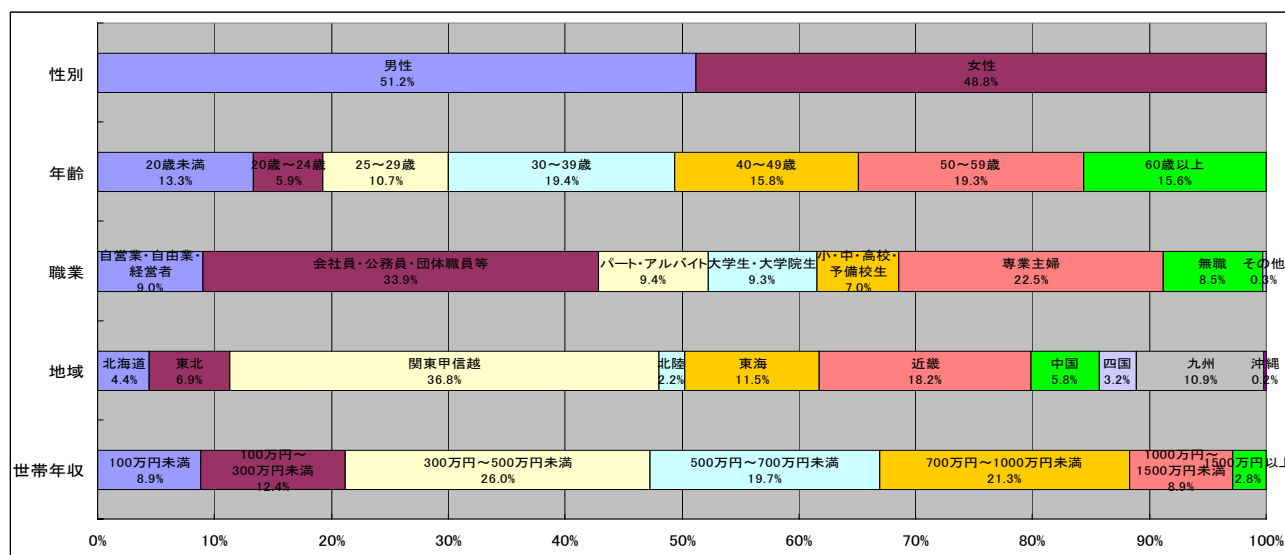 性別
男性
51.2%
女性
48.8%
年齢
20歳未満
13.3%
20歳～24歳
5.9%
25～29歳
10.7%
30～39歳
19.4%
40～49歳
15.8%
50～59歳
19.3%
60歳以上
15.6%
職業
自営業・自由業・
経営者
9.0%
会社員・公務員・団体職員等
33.9%
パート・アルバイト
9.4%
大学生・大学院生
9.3%
小・中・高校・
予備校生
7.0%
専業主婦
22.5%
無職
8.5%
その他
0.3%
地域
北海道
4.4%
東北
6.9%
関東甲信越
36.8%
北陸
2.2%
東海
11.5%
近畿
18.2%
中国
5.8%
四国
3.2%
九州
10.9%
沖縄
0.2%
世帯年収
100万円未満
8.9%
100万円～
300万円未満
12.4%
300万円～500万円未満
26.0%
500万円～700万円未満
19.7%
700万円～1000万円未満
21.3%
1000万円～
1500万円未満
8.9%
1500万円以上
2.8%
0%
10%
20%
30%
40%
50%
60%
70%
80%
90%
100%